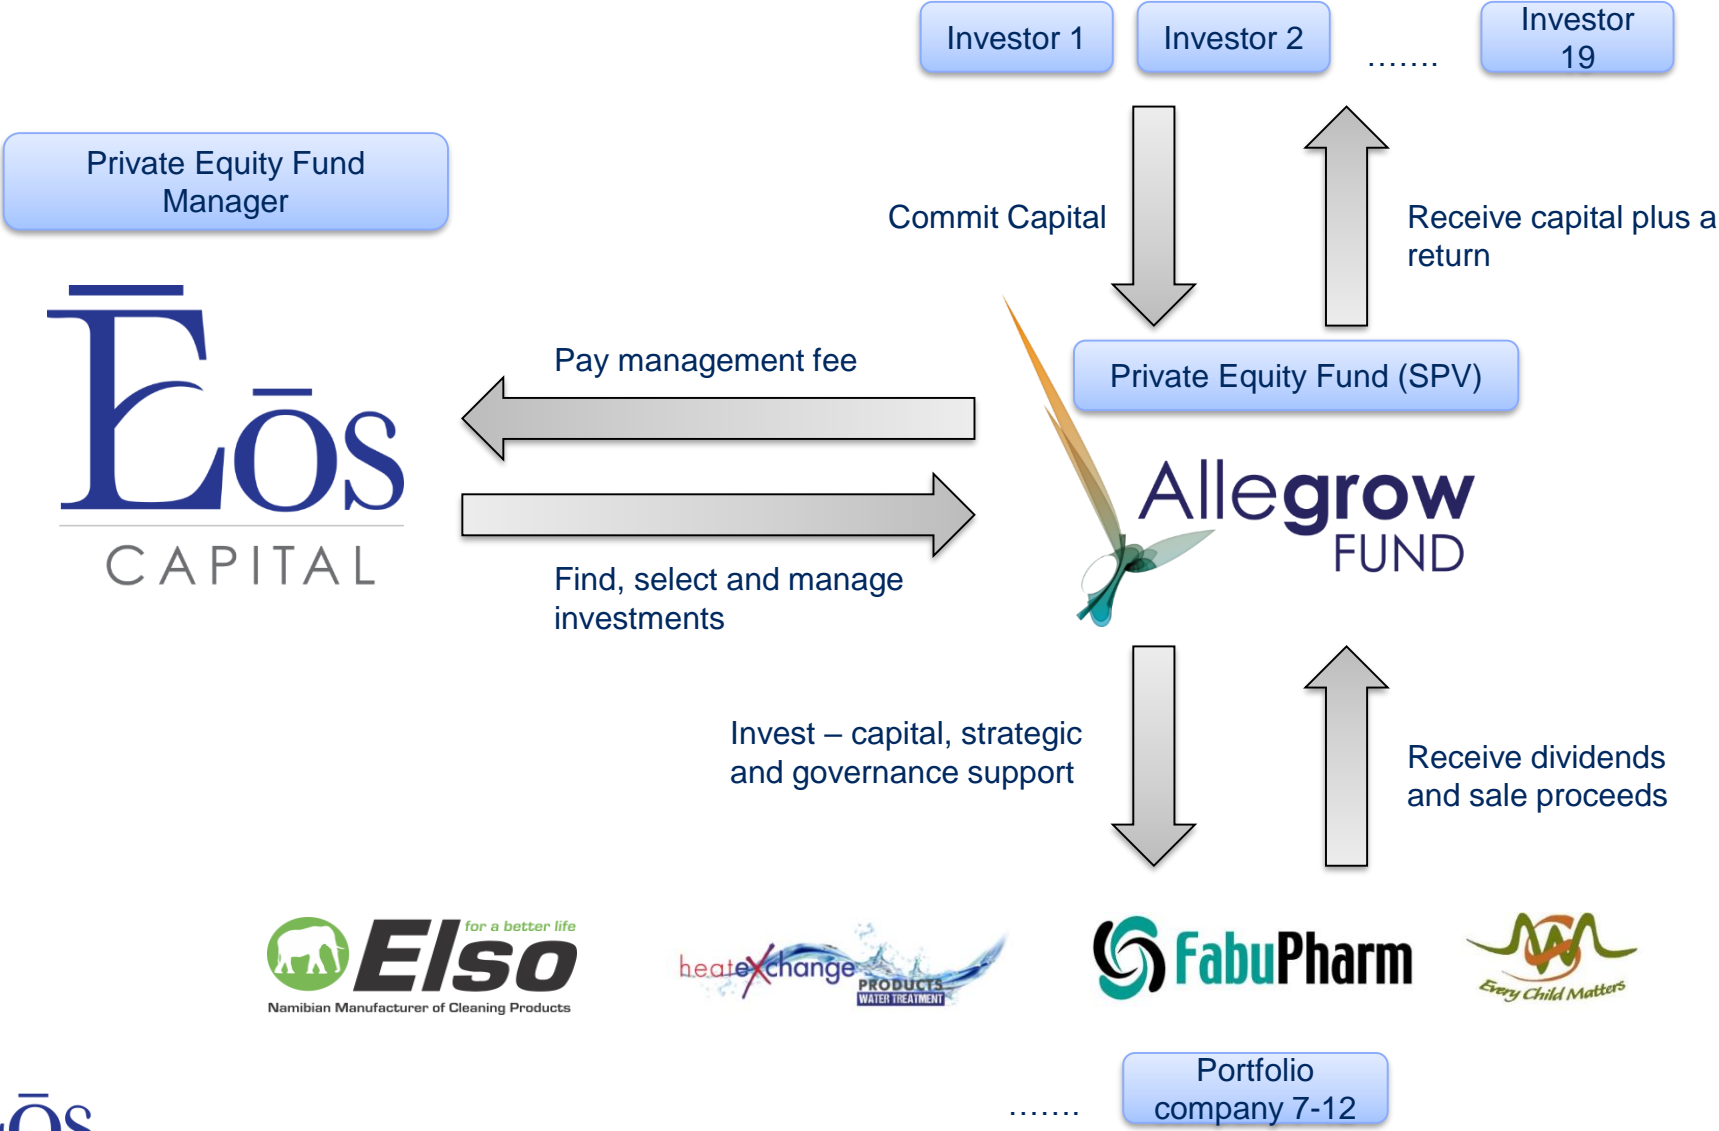 Investor 1
Investor 2
…….
Investor
19
Private Equity Fund
Manager
Commit Capital
Receive capital plus a
return
Ēōs
CAPITAL
Pay management fee
Private Equity Fund (SPV)
Allegrow
FUND
Find, select and manage
investments
Invest – capital, strategic
and governance support
Receive dividends
and sale proceeds
for a better life
Elso
Namibian Manufacturer of Cleaning Products
heateXchange
PRODUCTS
WATER TREATMENT
FabuPharm
Every Child Matters
…….
Portfolio
company 7-12
Ēōs